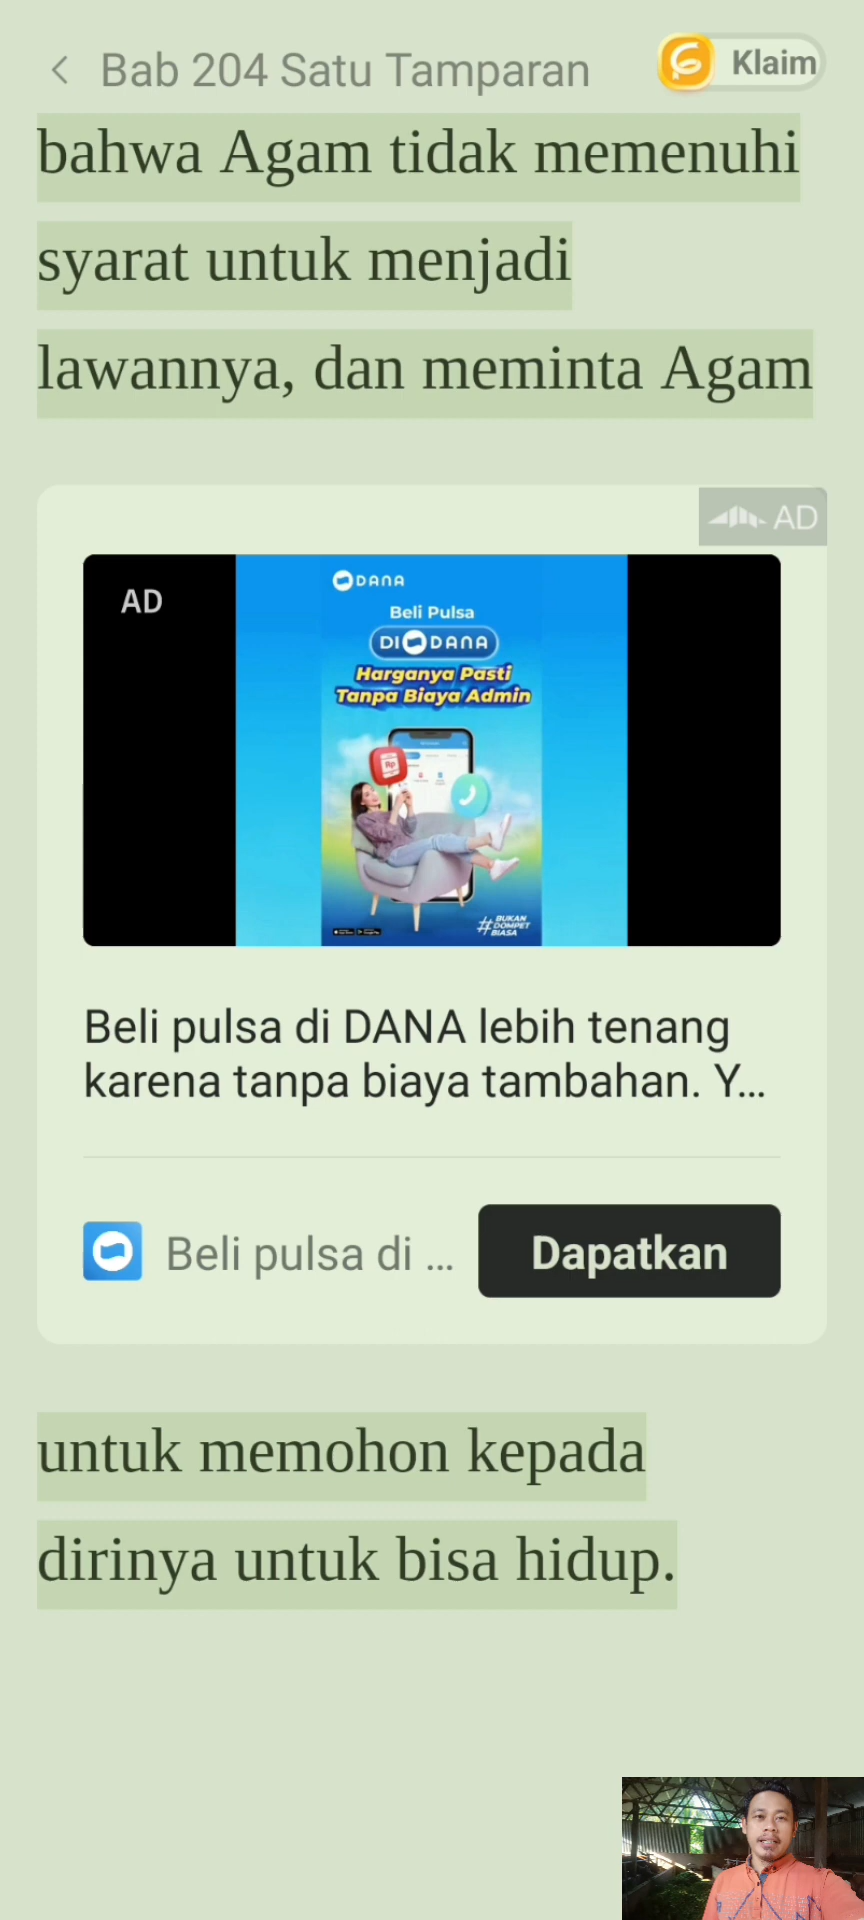 Bab 204 Satu Tamparan
Klaim
bahwa Agam tidak memenuhi
syarat untuk menjadi
lawannya, dan meminta Agam
AD
AD
DANA
Beli Pulsa
DI DANA
Harganya Pasti
Tanpa Biaya Admin
Rp
#BUKAN
DOMPET
BIASA
Beli pulsa di DANA lebih tenang
karena tanpa biaya tambahan. Y...
Beli pulsa di ...
Dapatkan
untuk memohon kepada
dirinya untuk bisa hidup.